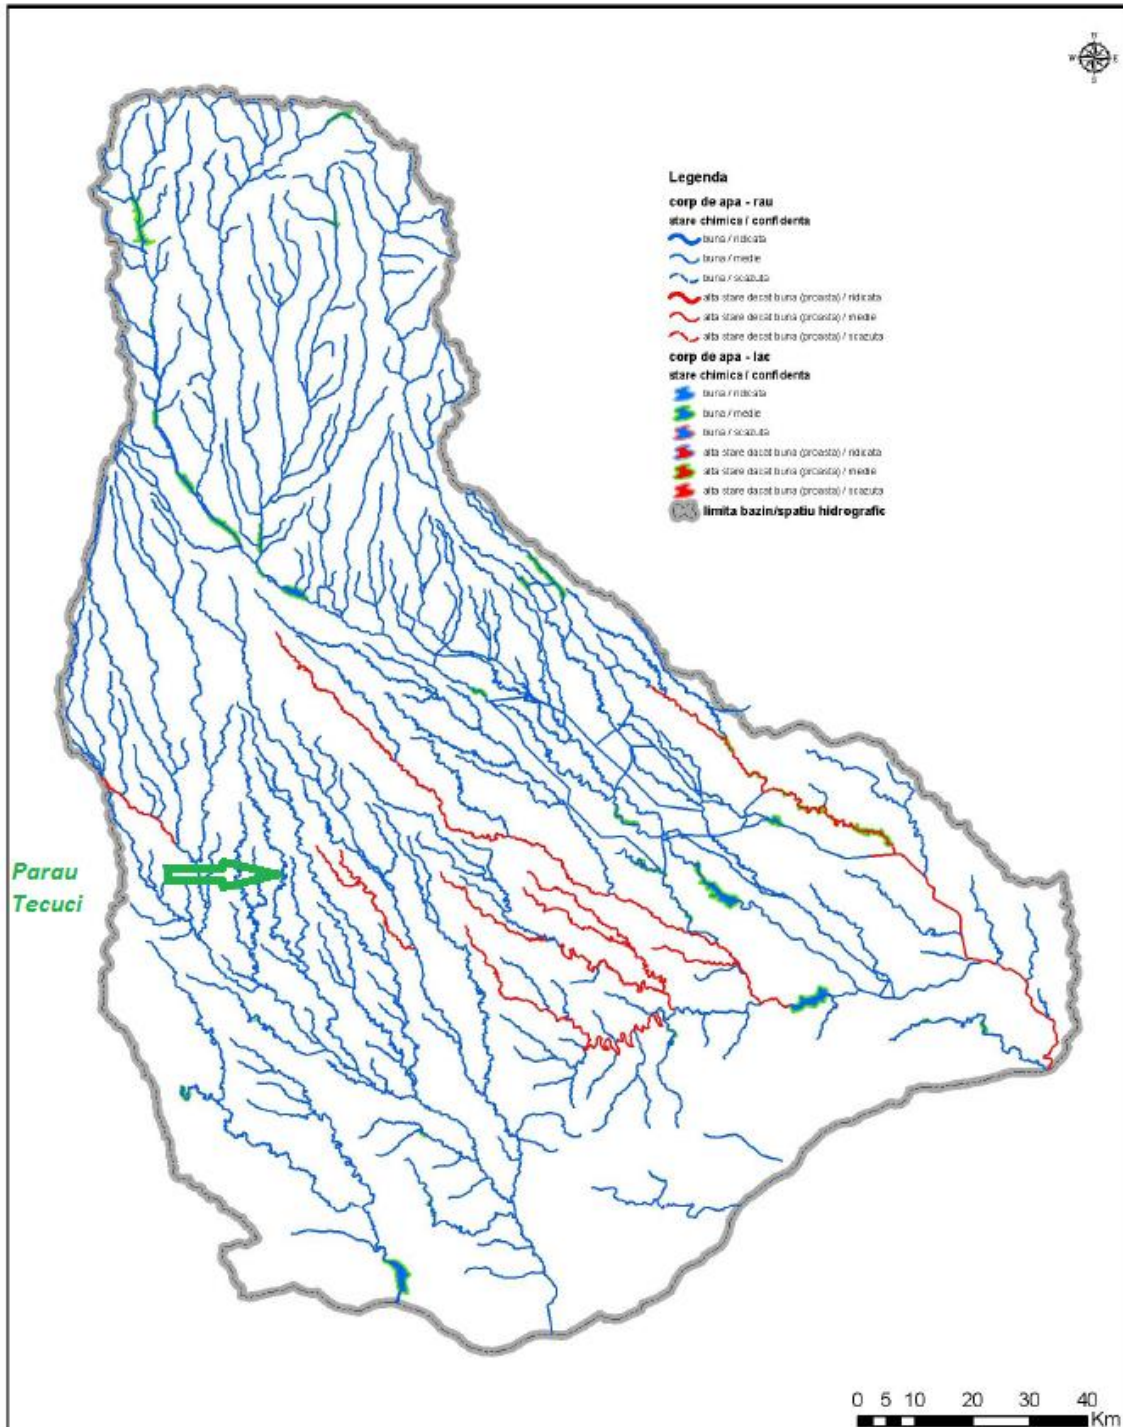 N
W E
S
Legenda
corp de apa - rau
stare chimica / confidenta
buna / ridicata
buna / medie
buna / scazuta
alta stare decat buna (proasta) / ridicata
alta stare decat buna (proasta) / medie
alta stare decat buna (proasta) / scazuta
corp de apa - lac
stare chimica / confidenta
buna / ridicata
buna / medie
buna / scazuta
alta stare dacat buna (proasta) / ridicata
alta stare dacat buna (proasta) / medie
alta stare dacat buna (proasta) / scazuta
limita bazin/spatiu hidrografic
Parau
Tecuci
0 5 10 20 30 40
Km